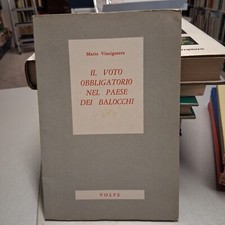 Mario Vinciguerra
IL VOTO
OBBLIGATORIO
NEL PAESE
DEI BALOCCHI
VOLPE